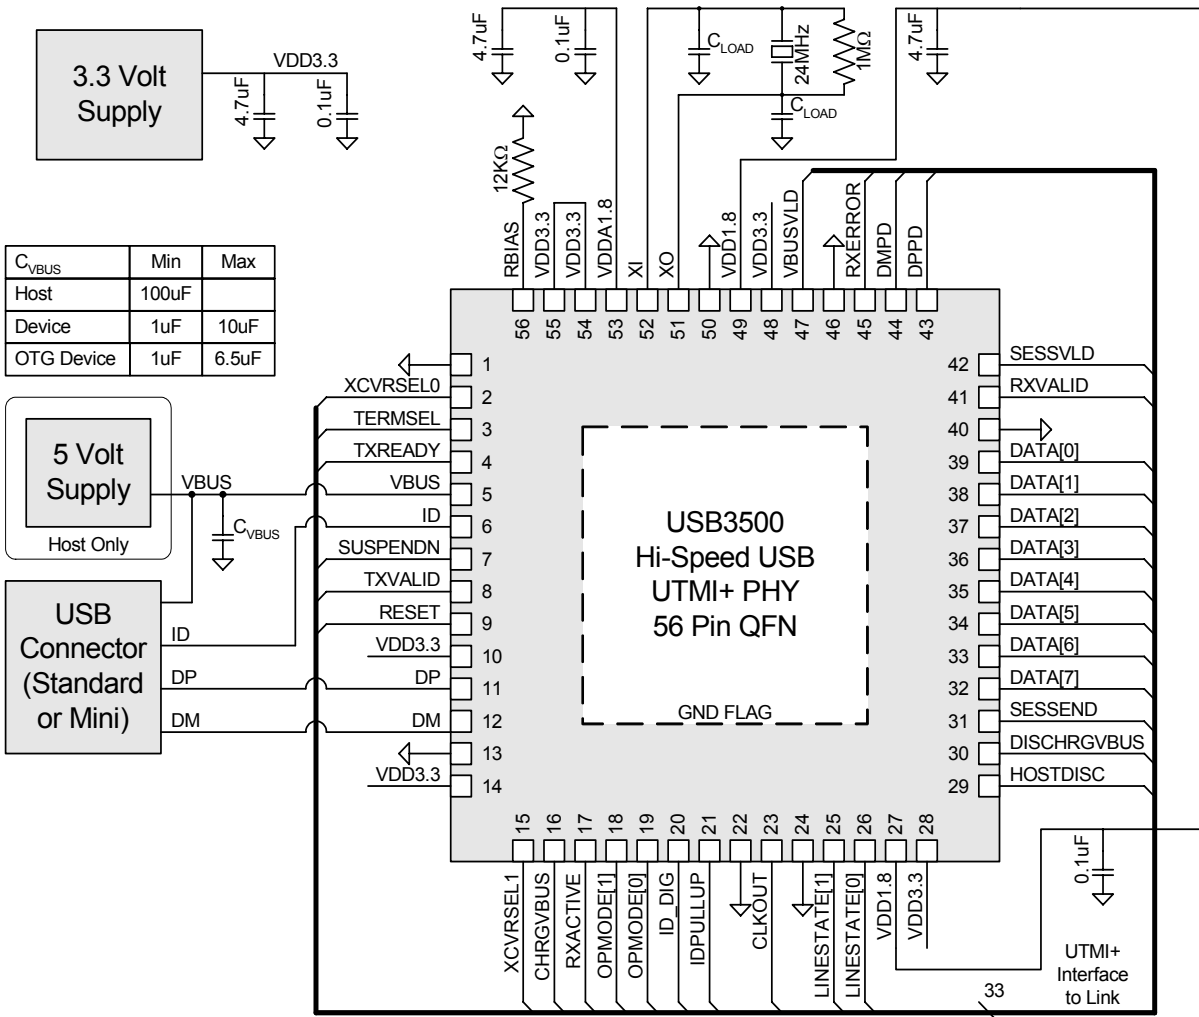 3.3 Volt
Supply
VDD3.3
4.7uF
0.1uF
4.7uF
0.1uF
C_LOAD
24MHz
1MΩ
4.7uF
C_LOAD
12KΩ
RBIAS
VDD3.3
VDD3.3
VDDA1.8
XI
XO
VDD1.8
VDD3.3
VBUSVLD
RXERROR
DMPD
DPPD
56
55
54
53
52
51
50
49
48
47
46
45
44
43
C_VBUS Min Max
Host 100uF
Device 1uF 10uF
OTG Device 1uF 6.5uF
5 Volt
Supply
Host Only
VBUS
C_VBUS
USB
Connector
(Standard
or Mini)
ID
DP
DM
1
XCVRSEL0 2
TERMSEL 3
TXREADY 4
VBUS 5
ID 6
SUSPENDN 7
TXVALID 8
RESET 9
VDD3.3 10
DP 11
DM 12
13
VDD3.3 14
USB3500
Hi-Speed USB
UTMI+ PHY
56 Pin QFN
GND FLAG
42 SESSVLD
41 RXVALID
40
39 DATA[0]
38 DATA[1]
37 DATA[2]
36 DATA[3]
35 DATA[4]
34 DATA[5]
33 DATA[6]
32 DATA[7]
31 SESSEND
30 DISCHRGVBUS
29 HOSTDISC
15
16
17
18
19
20
21
22
23
24
25
26
27
28
XCVRSEL1
CHRGVBUS
RXACTIVE
OPMODE[1]
OPMODE[0]
ID_DIG
IDPULLUP
CLKOUT
LINESTATE[1]
LINESTATE[0]
VDD1.8
VDD3.3
0.1uF
UTMI+
Interface
to Link
33